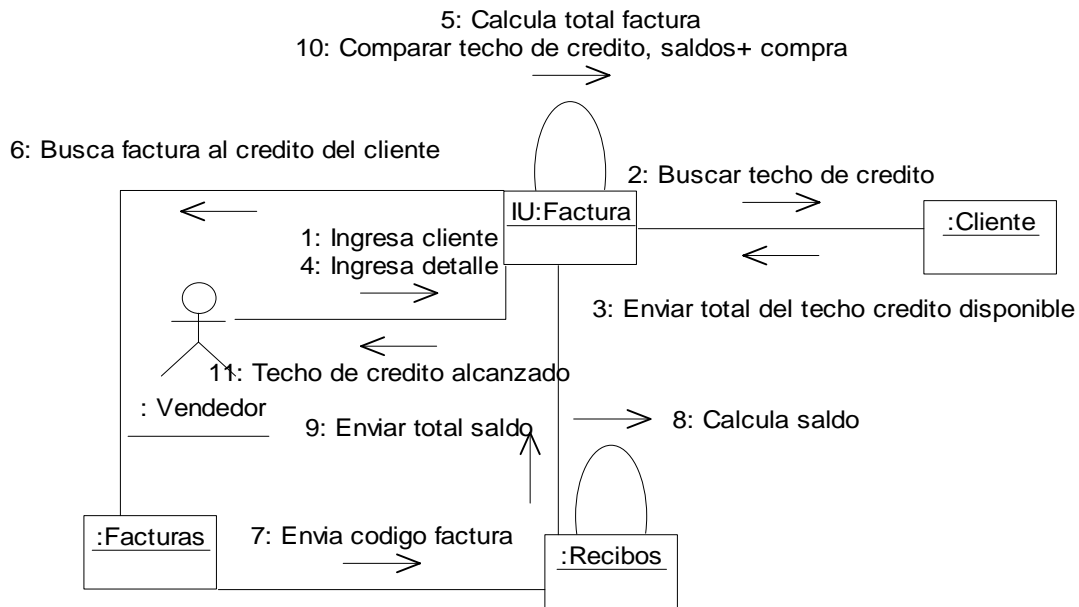 5: Calcula total factura
10: Comparar techo de credito, saldos+ compra
6: Busca factura al credito del cliente
2: Buscar techo de credito
IU:Factura
:Cliente
1: Ingresa cliente
4: Ingresa detalle
3: Enviar total del techo credito disponible
11: Techo de credito alcanzado
: Vendedor
9: Enviar total saldo
8: Calcula saldo
:Facturas
7: Envia codigo factura
:Recibos